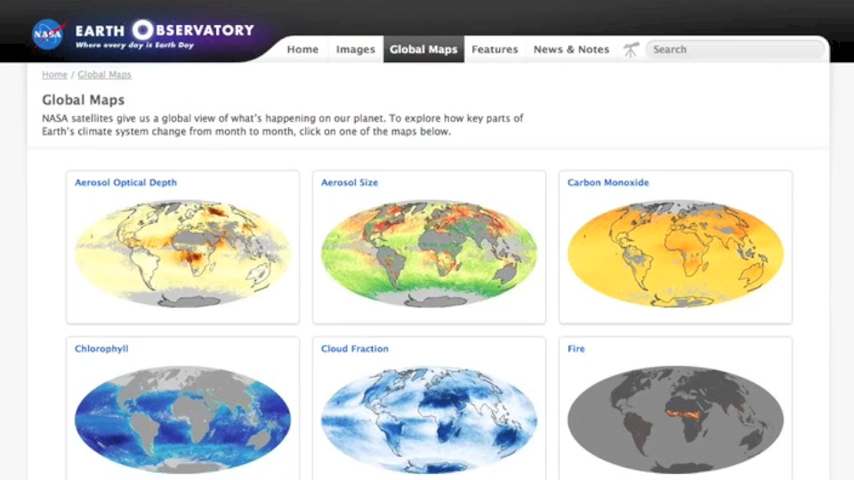 NASA
EARTH OBSERVATORY
Where every day is Earth Day
Home Images Global Maps Features News & Notes Search
Home / Global Maps
Global Maps
NASA satellites give us a global view of what's happening on our planet. To explore how key parts of
Earth's climate system change from month to month, click on one of the maps below.
Aerosol Optical Depth Aerosol Size Carbon Monoxide
Chlorophyll Cloud Fraction Fire